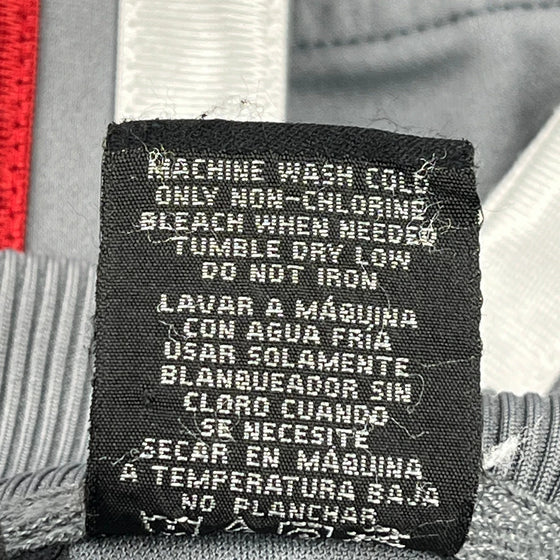 MACHINE WASH COLD
ONLY NON-CHLORINE
BLEACH WHEN NEEDED
TUMBLE DRY LOW
DO NOT IRON
LAVAR A MÁQUINA
CON AGUA FRÍA
USAR SOLAMENTE
BLANQUEADOR SIN
CLORO CUANDO
SE NECESITE
SECAR EN MÁQUINA
A TEMPERATURA BAJA
NO PLANCHAR